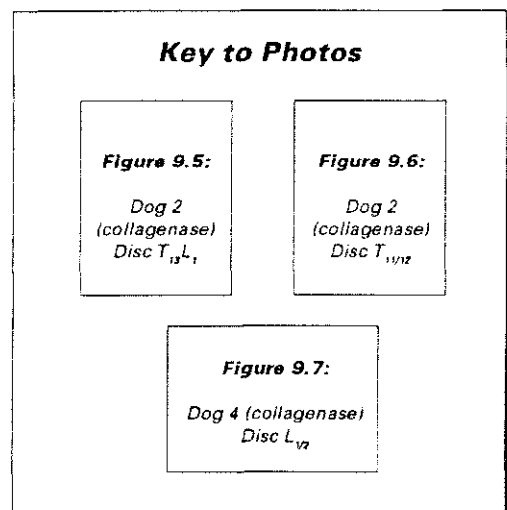 Key to Photos
Figure 9.5:
Dog 2
(collagenase)
Disc T₁₃L₁
Figure 9.6:
Dog 2
(collagenase)
Disc T₁₁/₁₂
Figure 9.7:
Dog 4 (collagenase)
Disc L₁/₂